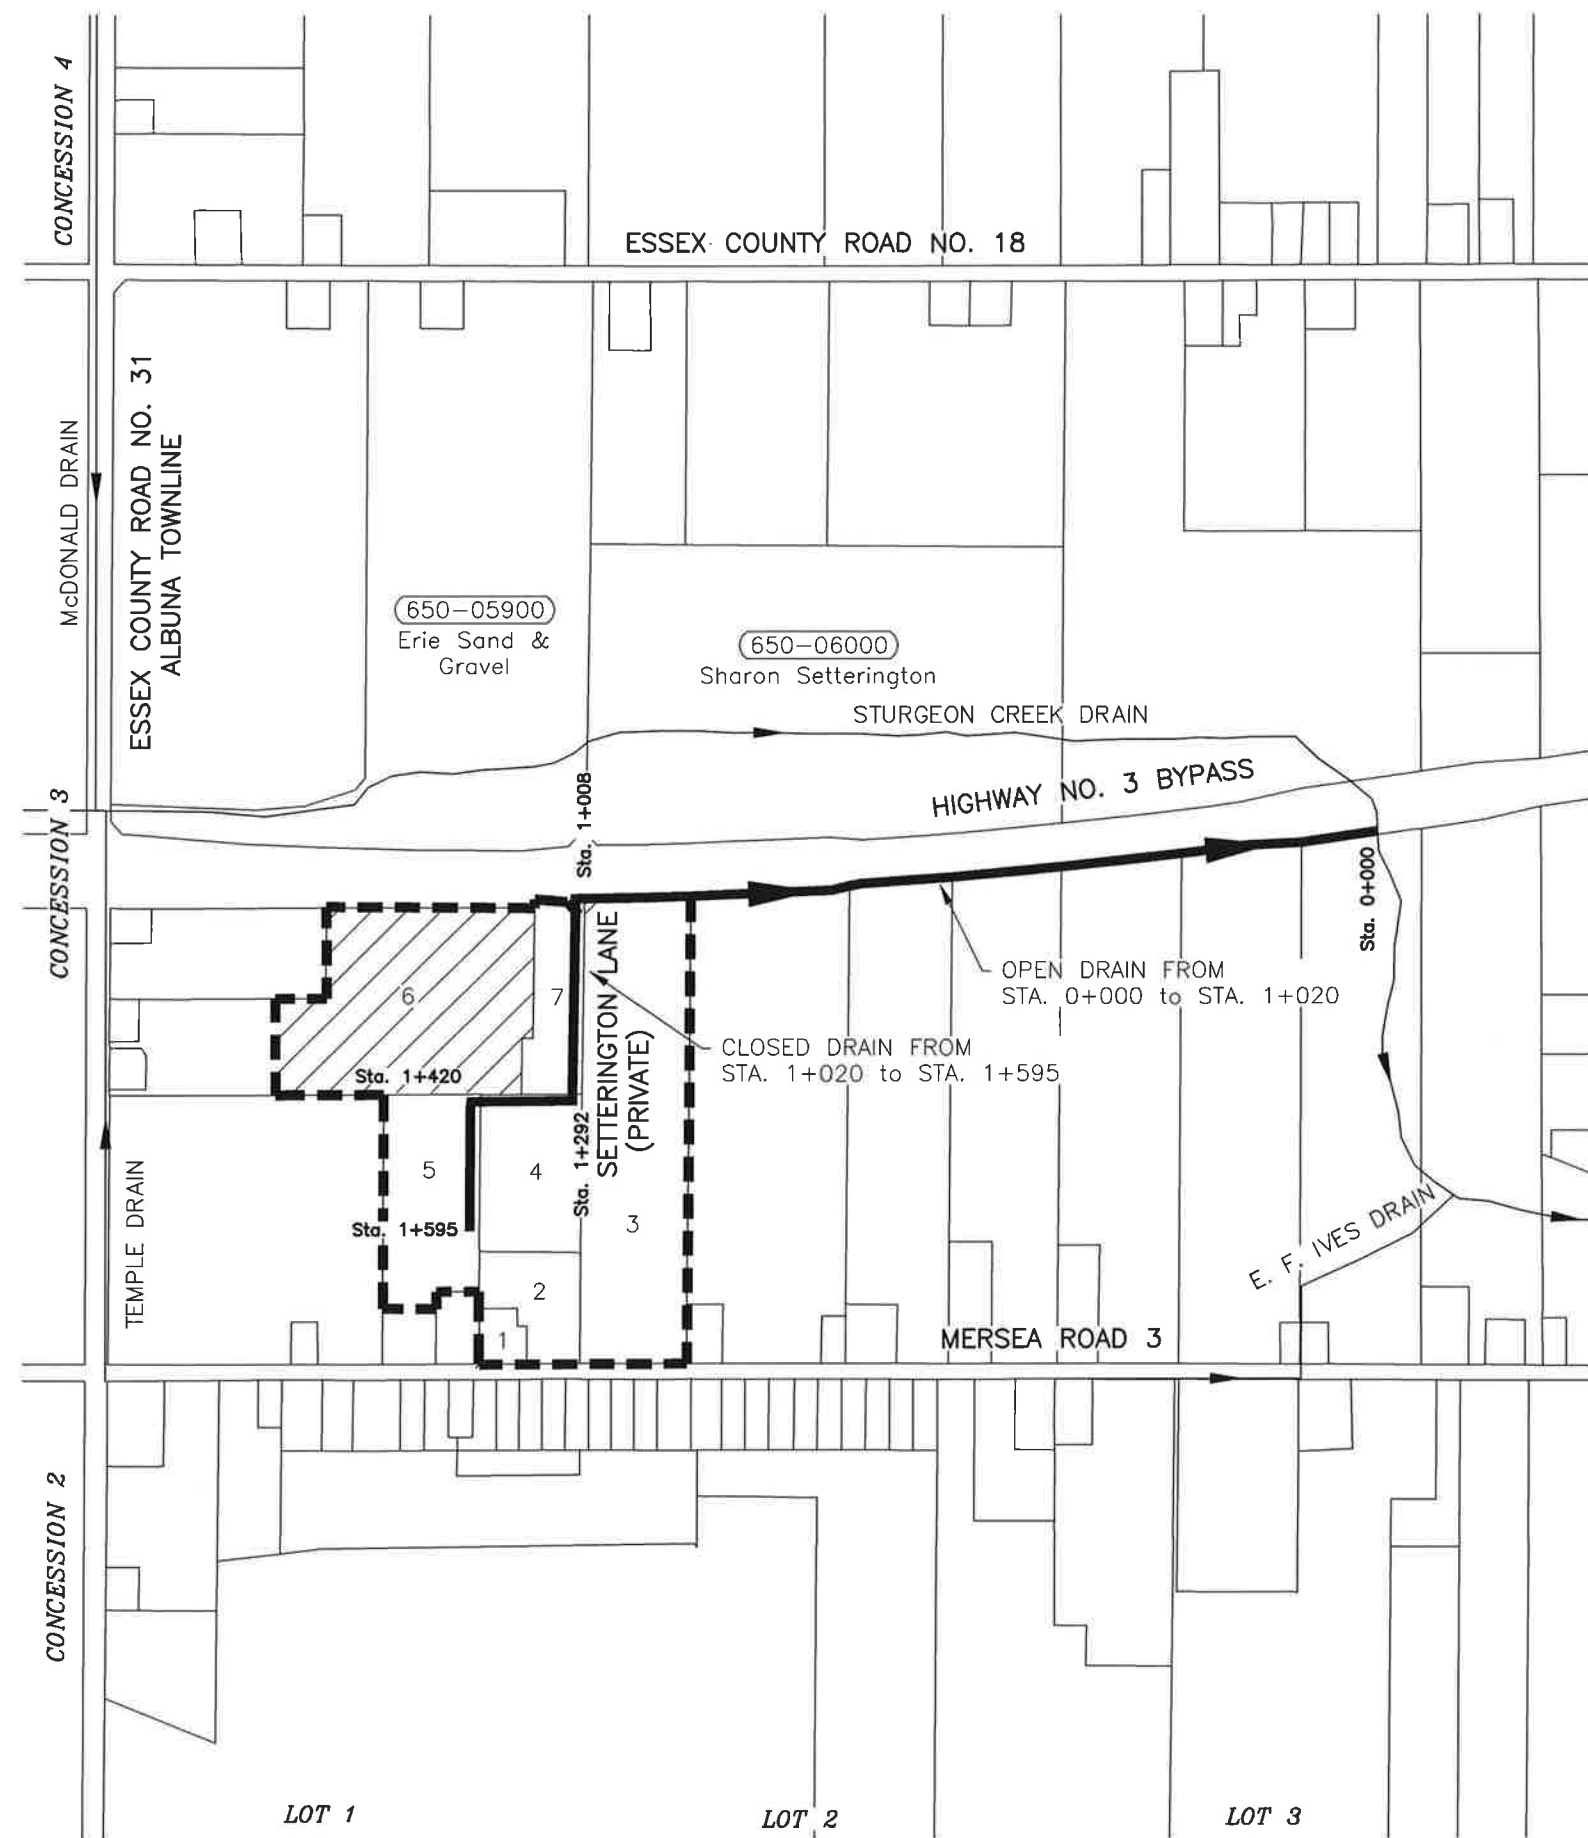 CONCESSION 4
ESSEX COUNTY ROAD NO. 18
McDONALD DRAIN
ESSEX COUNTY ROAD NO. 31
ALBUNA TOWNLINE
650-05900
Erie Sand &
Gravel
650-06000
Sharon Setterington
STURGEON CREEK DRAIN
HIGHWAY NO. 3 BYPASS
CONCESSION 3
Sta. 1+008
Sta. 0+000
6
7
SETTERINGTON LANE
(PRIVATE)
OPEN DRAIN FROM
STA. 0+000 to STA. 1+020
CLOSED DRAIN FROM
STA. 1+020 to STA. 1+595
Sta. 1+420
Sta. 1+292
5
4
3
Sta. 1+595
TEMPLE DRAIN
E. F. IVES DRAIN
2
1
MERSEA ROAD 3
CONCESSION 2
LOT 1
LOT 2
LOT 3